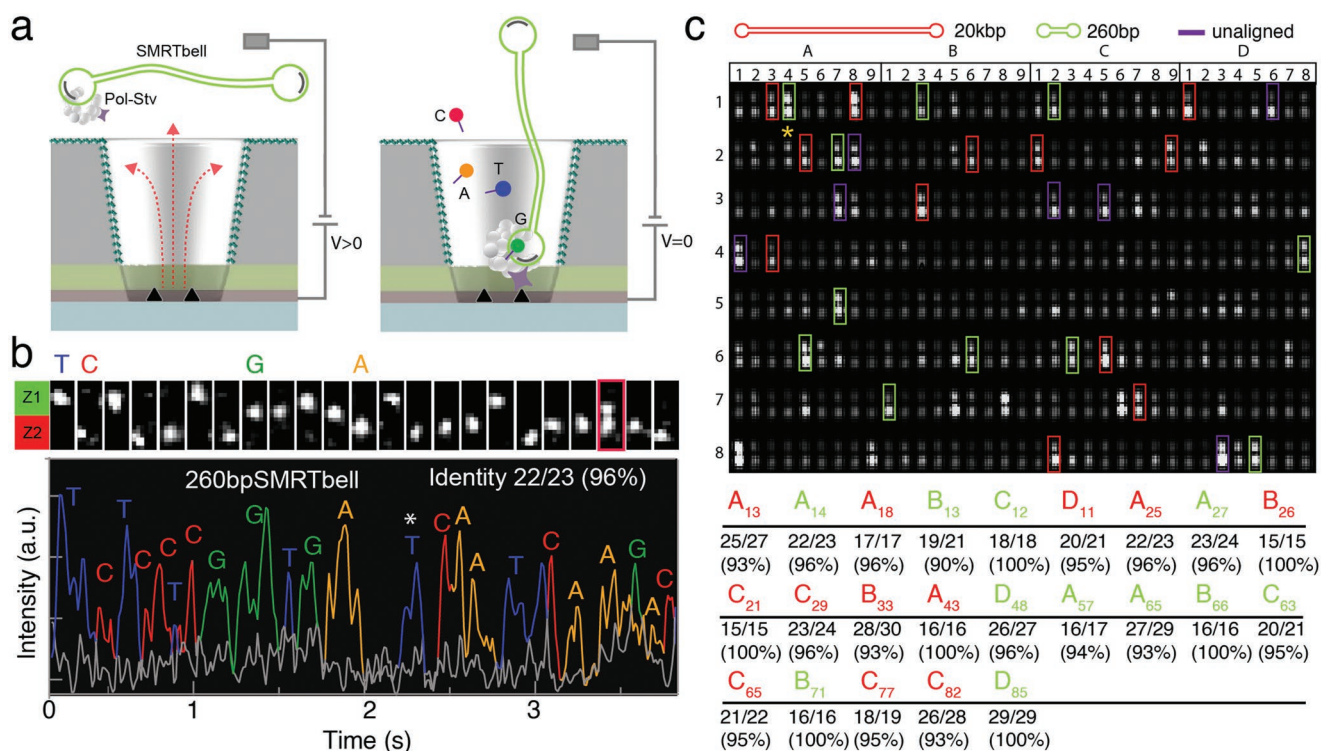 a
SMRTbell
Pol-Stv
V>0
C
A
T
G
V=0
b
T C G A
Z1
Z2
260bpSMRTbell
Identity 22/23 (96%)
T C T C C T C G G T G A T C A A T C A A G A C
*
Intensity (a.u.)
0 1 2 3
Time (s)
c
20kbp
260bp
unaligned
A B C D
1 2 3 4 5 6 7 8 9 1 2 3 4 5 6 7 8 9 1 2 3 4 5 6 7 8 9 1 2 3 4 5 6 7 8
1
*
2
3
4
5
6
7
8
A13 A14 A18 B13 C12 D11 A25 A27 B26
25/27 22/23 17/17 19/21 18/18 20/21 22/23 23/24 15/15
(93%) (96%) (96%) (90%) (100%) (95%) (96%) (96%) (100%)
C21 C29 B33 A43 D48 A57 A65 B66 C63
15/15 23/24 28/30 16/16 26/27 16/17 27/29 16/16 20/21
(100%) (96%) (93%) (100%) (96%) (94%) (93%) (100%) (95%)
C65 B71 C77 C82 D85
21/22 16/16 18/19 26/28 29/29
(95%) (100%) (95%) (93%) (100%)